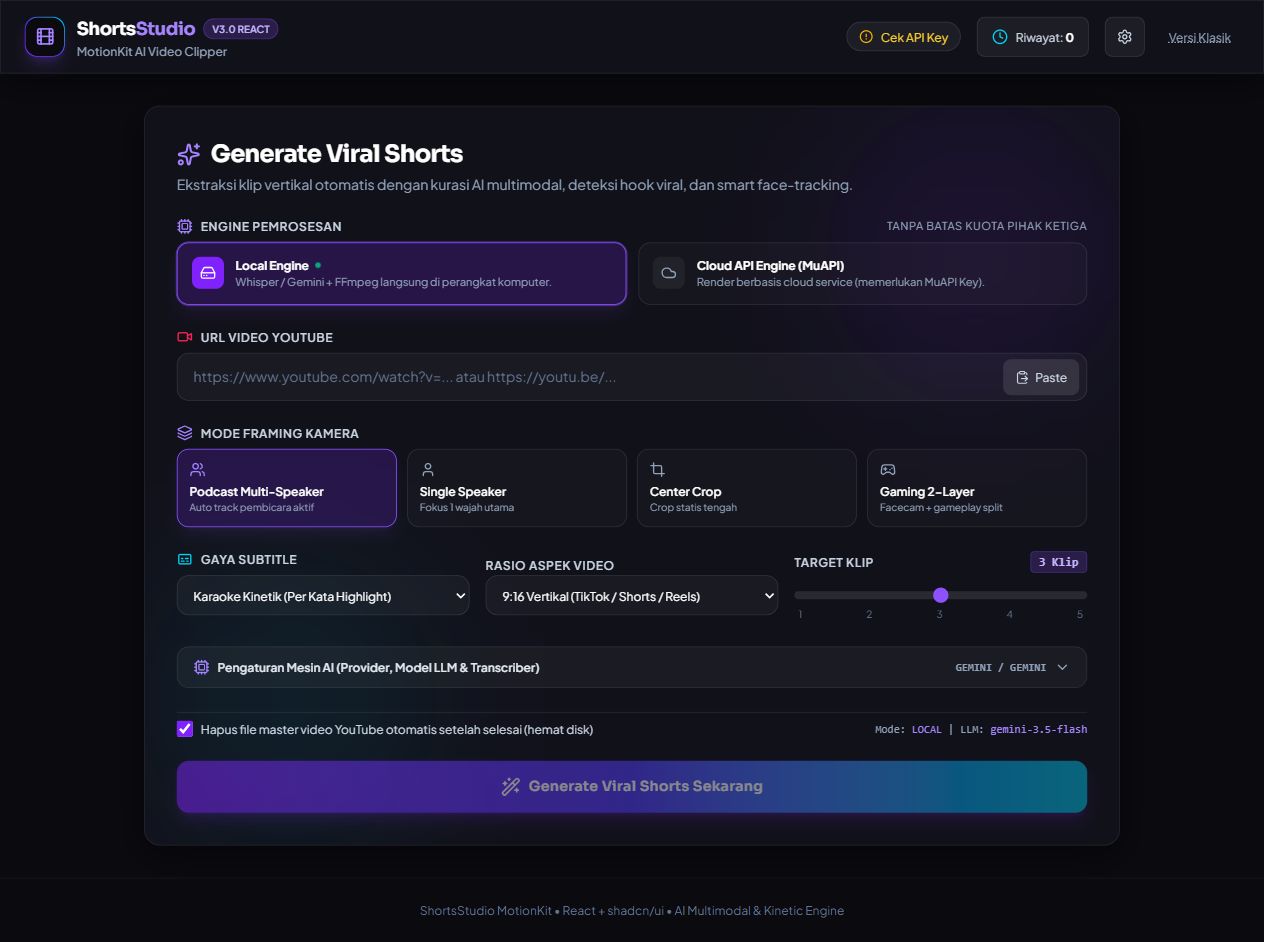 ShortsStudio V3.0 REACT
MotionKit AI Video Clipper
Cek API Key
Riwayat: 0
Versi Klasik
Generate Viral Shorts
Ekstraksi klip vertikal otomatis dengan kurasi AI multimodal, deteksi hook viral, dan smart face-tracking.
ENGINE PEMROSESAN
TANPA BATAS KUOTA PIHAK KETIGA
Local Engine
Whisper / Gemini + FFmpeg langsung di perangkat komputer.
Cloud API Engine (MuAPI)
Render berbasis cloud service (memerlukan MuAPI Key).
URL VIDEO YOUTUBE
https://www.youtube.com/watch?v=... atau https://youtu.be/...
Paste
MODE FRAMING KAMERA
Podcast Multi-Speaker
Auto track pembicara aktif
Single Speaker
Fokus 1 wajah utama
Center Crop
Crop statis tengah
Gaming 2-Layer
Facecam + gameplay split
GAYA SUBTITLE
Karaoke Kinetik (Per Kata Highlight)
RASIO ASPEK VIDEO
9:16 Vertikal (TikTok / Shorts / Reels)
TARGET KLIP
3 Klip
1 2 3 4 5
Pengaturan Mesin AI (Provider, Model LLM & Transcriber)
GEMINI / GEMINI
Hapus file master video YouTube otomatis setelah selesai (hemat disk)
Mode: LOCAL | LLM: gemini-3.5-flash
Generate Viral Shorts Sekarang
ShortsStudio MotionKit • React + shadcn/ui • AI Multimodal & Kinetic Engine